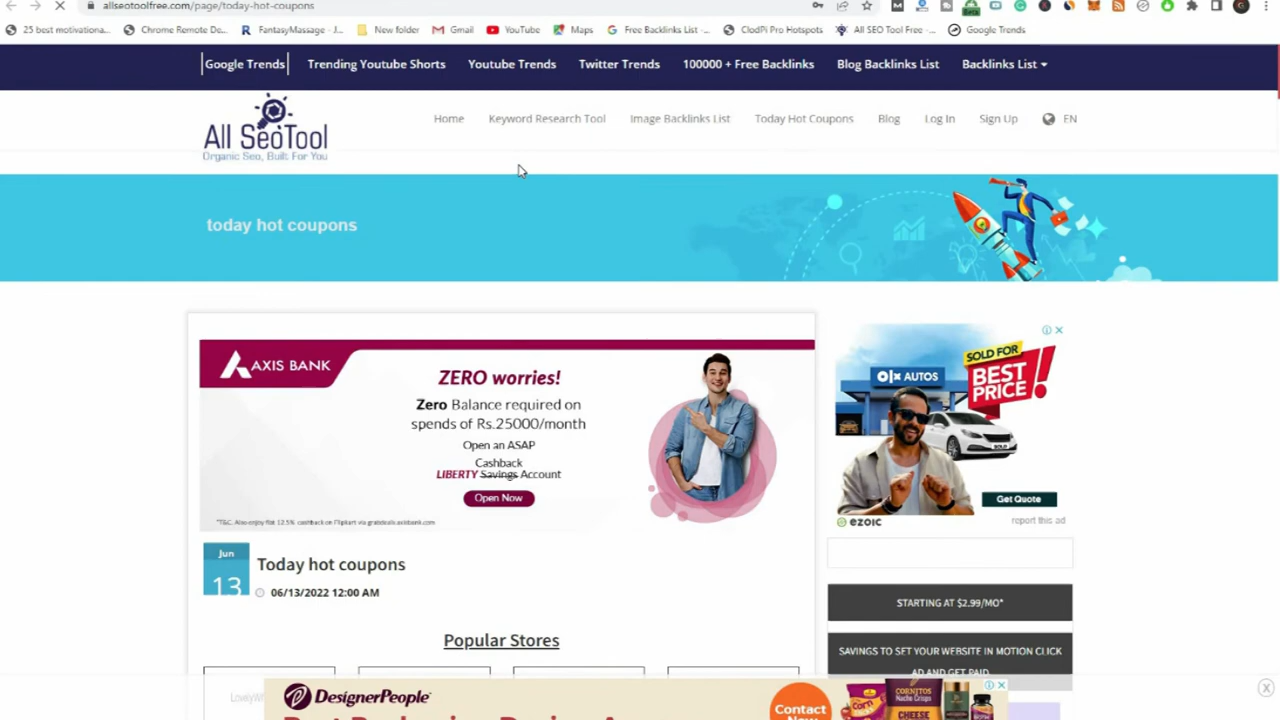 allseotoolfree.com/page/today-hot-coupons
25 best motivationa... Chrome Remote De... FantasyMassage - J... New folder Gmail YouTube Maps Free Backlinks List -... ClodPi Pro Hotspots All SEO Tool Free -... Google Trends
Google Trends Trending Youtube Shorts Youtube Trends Twitter Trends 100000 + Free Backlinks Blog Backlinks List Backlinks List
All SeoTool
Organic Seo, Built For You
Home Keyword Research Tool Image Backlinks List Today Hot Coupons Blog Log In Sign Up EN
today hot coupons
AXIS BANK
ZERO worries!
Zero Balance required on
spends of Rs.25000/month
Open an ASAP
Cashback
LIBERTY Savings Account
Open Now
*T&C. Also enjoy flat 12.5% cashback on Flipkart via grabdeals.axisbank.com
SOLD FOR
BEST
PRICE!!
olx AUTOS
SOLD
Get Quote
ezoic
report this ad
Jun
13
Today hot coupons
06/13/2022 12:00 AM
STARTING AT $2.99/MO*
Popular Stores
SAVINGS TO SET YOUR WEBSITE IN MOTION CLICK
AD AND GET PAID
DesignerPeople
Contact
Now
CORNITOS
Nacho Crisps
CHEESE